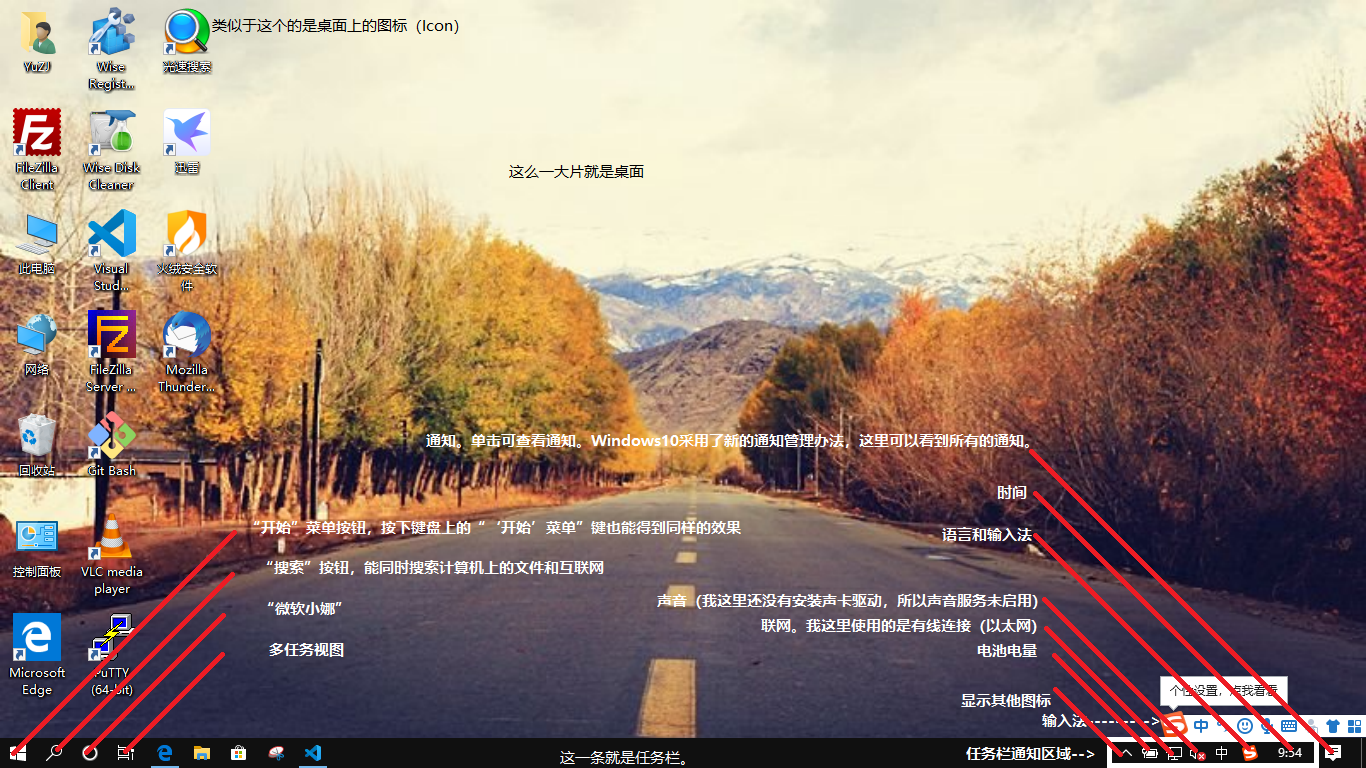 类似于这个的是桌面上的图标（Icon）
YuZJ
Wise
Regist...
光速搜索
FileZilla
Client
Wise Disk
Cleaner
迅雷
这么一大片就是桌面
此电脑
Visual
Stud...
火绒安全软
件
网络
FileZilla
Server ...
Mozilla
Thunder...
回收站
Git Bash
控制面板
VLC media
player
Microsoft
Edge
PuTTY
(64-bit)
通知。单击可查看通知。Windows10采用了新的通知管理办法，这里可以看到所有的通知。
时间
“开始”菜单按钮，按下键盘上的“‘开始’菜单”键也能得到同样的效果
语言和输入法
“搜索”按钮，能同时搜索计算机上的文件和互联网
“微软小娜”
声音（我这里还没有安装声卡驱动，所以声音服务未启用）
联网。我这里使用的是有线连接（以太网）
多任务视图
电池电量
个性设置，点我看看
显示其他图标
输入法--------->
中
这一条就是任务栏。
任务栏通知区域-->
中
9:54